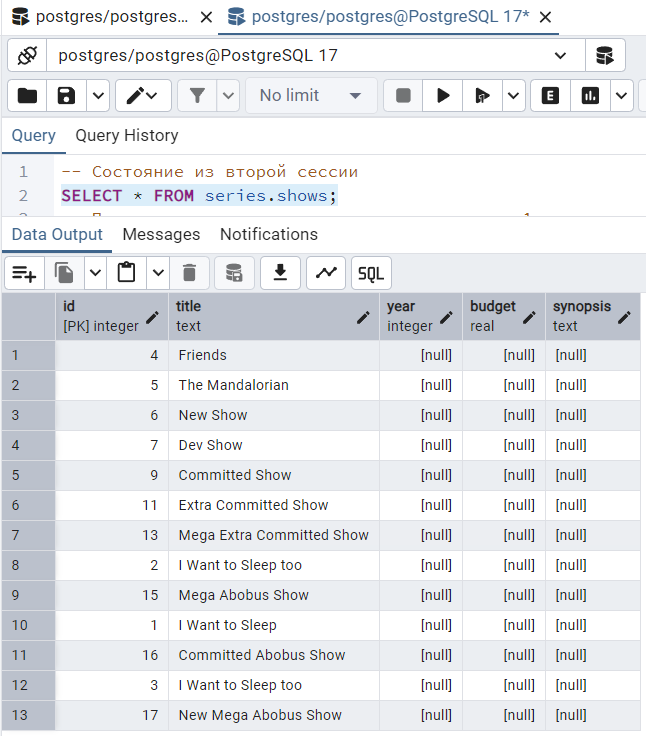 postgres/postgres... postgres/postgres@PostgreSQL 17*
postgres/postgres@PostgreSQL 17
No limit E
Query Query History
1 -- Состояние из второй сессии
2 SELECT * FROM series.shows;
Data Output Messages Notifications
SQL
id title year budget synopsis
[PK] integer text integer real text
1 4 Friends [null] [null] [null]
2 5 The Mandalorian [null] [null] [null]
3 6 New Show [null] [null] [null]
4 7 Dev Show [null] [null] [null]
5 9 Committed Show [null] [null] [null]
6 11 Extra Committed Show [null] [null] [null]
7 13 Mega Extra Committed Show [null] [null] [null]
8 2 I Want to Sleep too [null] [null] [null]
9 15 Mega Abobus Show [null] [null] [null]
10 1 I Want to Sleep [null] [null] [null]
11 16 Committed Abobus Show [null] [null] [null]
12 3 I Want to Sleep too [null] [null] [null]
13 17 New Mega Abobus Show [null] [null] [null]